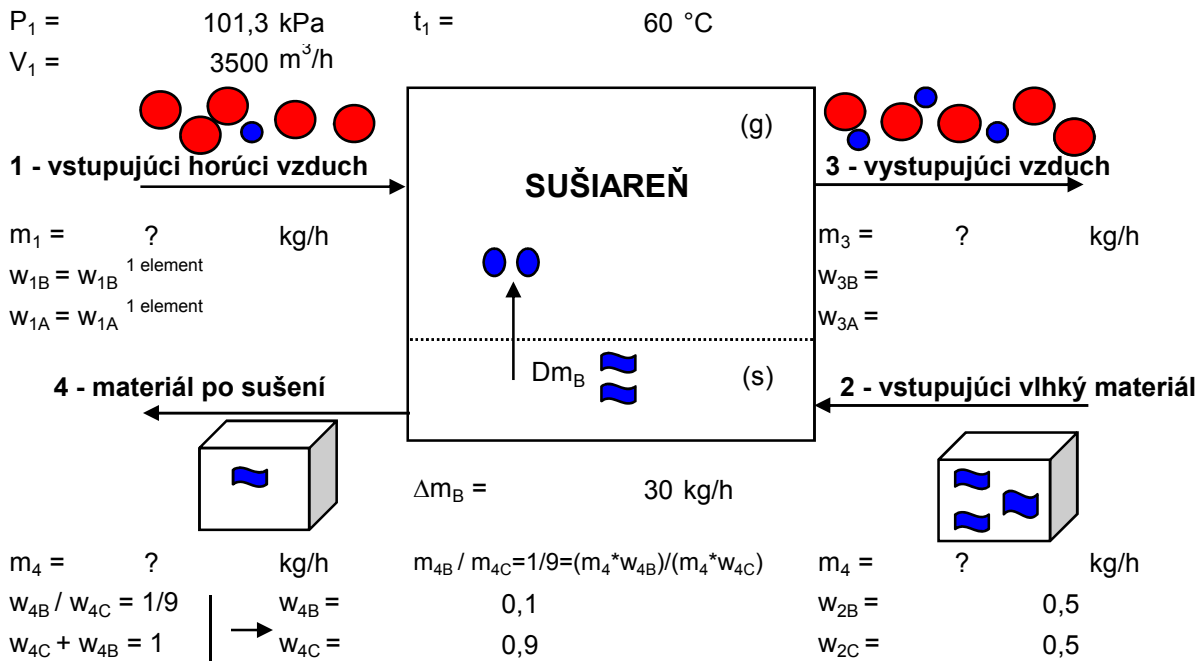 P1 = 101,3 kPa t1 = 60 °C
V1 = 3500 m3/h
(g)
1 - vstupujúci horúci vzduch
SUŠIAREŇ
3 - vystupujúci vzduch
m1 = ? kg/h
m3 = ? kg/h
w1B = w1B 1 element
w3B =
w1A = w1A 1 element
w3A =
DmB
(s)
4 - materiál po sušení
2 - vstupujúci vlhký materiál
ΔmB = 30 kg/h
m4 = ? kg/h
m4B / m4C=1/9=(m4*w4B)/(m4*w4C)
m4 = ? kg/h
w4B / w4C = 1/9
w4B = 0,1
w2B = 0,5
w4C + w4B = 1
w4C = 0,9
w2C = 0,5